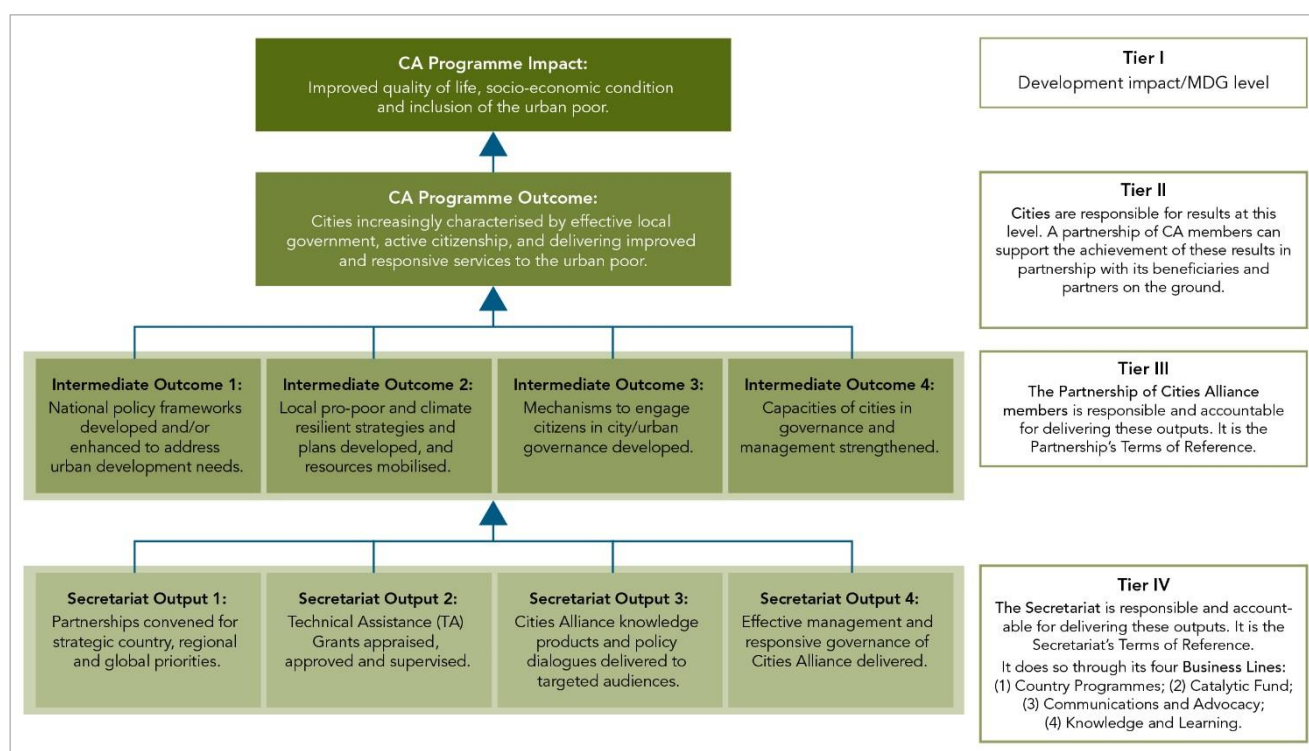 CA Programme Impact:
Improved quality of life, socio-economic condition
and inclusion of the urban poor.
Tier I
Development impact/MDG level
CA Programme Outcome:
Cities increasingly characterised by effective local
government, active citizenship, and delivering improved
and responsive services to the urban poor.
Tier II
Cities are responsible for results at this
level. A partnership of CA members can
support the achievement of these results in
partnership with its beneficiaries and
partners on the ground.
Intermediate Outcome 1:
National policy frameworks
developed and/or
enhanced to address
urban development needs.
Intermediate Outcome 2:
Local pro-poor and climate
resilient strategies and
plans developed, and
resources mobilised.
Intermediate Outcome 3:
Mechanisms to engage
citizens in city/urban
governance developed.
Intermediate Outcome 4:
Capacities of cities in
governance and
management strengthened.
Tier III
The Partnership of Cities Alliance
members is responsible and accountable
for delivering these outputs. It is the
Partnership's Terms of Reference.
Secretariat Output 1:
Partnerships convened for
strategic country, regional
and global priorities.
Secretariat Output 2:
Technical Assistance (TA)
Grants appraised,
approved and supervised.
Secretariat Output 3:
Cities Alliance knowledge
products and policy
dialogues delivered to
targeted audiences.
Secretariat Output 4:
Effective management and
responsive governance of
Cities Alliance delivered.
Tier IV
The Secretariat is responsible and account-
able for delivering these outputs. It is the
Secretariat's Terms of Reference.
It does so through its four Business Lines:
(1) Country Programmes; (2) Catalytic Fund;
(3) Communications and Advocacy;
(4) Knowledge and Learning.